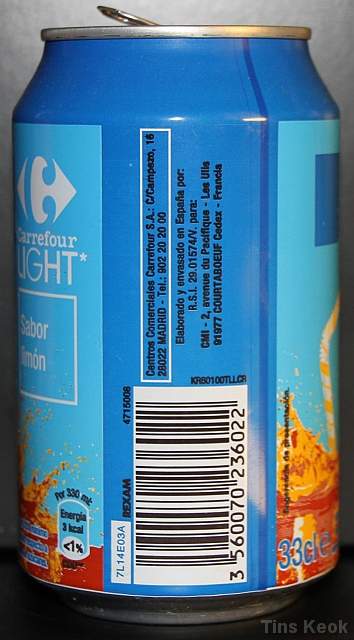 Carrefour
LIGHT*
Sabor
limón
Por 330 ml:
Energía
3 kcal
<1%
Centros Comerciales Carrefour S.A.: C/Campezo, 16
28022 MADRID - Tel.: 902 20 20 00
Elaborado y envasado en España por:
R.S.I. 29.01574/V. para:
CMI - 2, avenue du Pacifique - Les Ulis
91977 COURTABOEUF Cedex - Francia
KR50100TLLCR
4715008
REXAM
7L14E03A
3 560070 236022
Sugerencia de presentación.
33cl e
Tins Keok